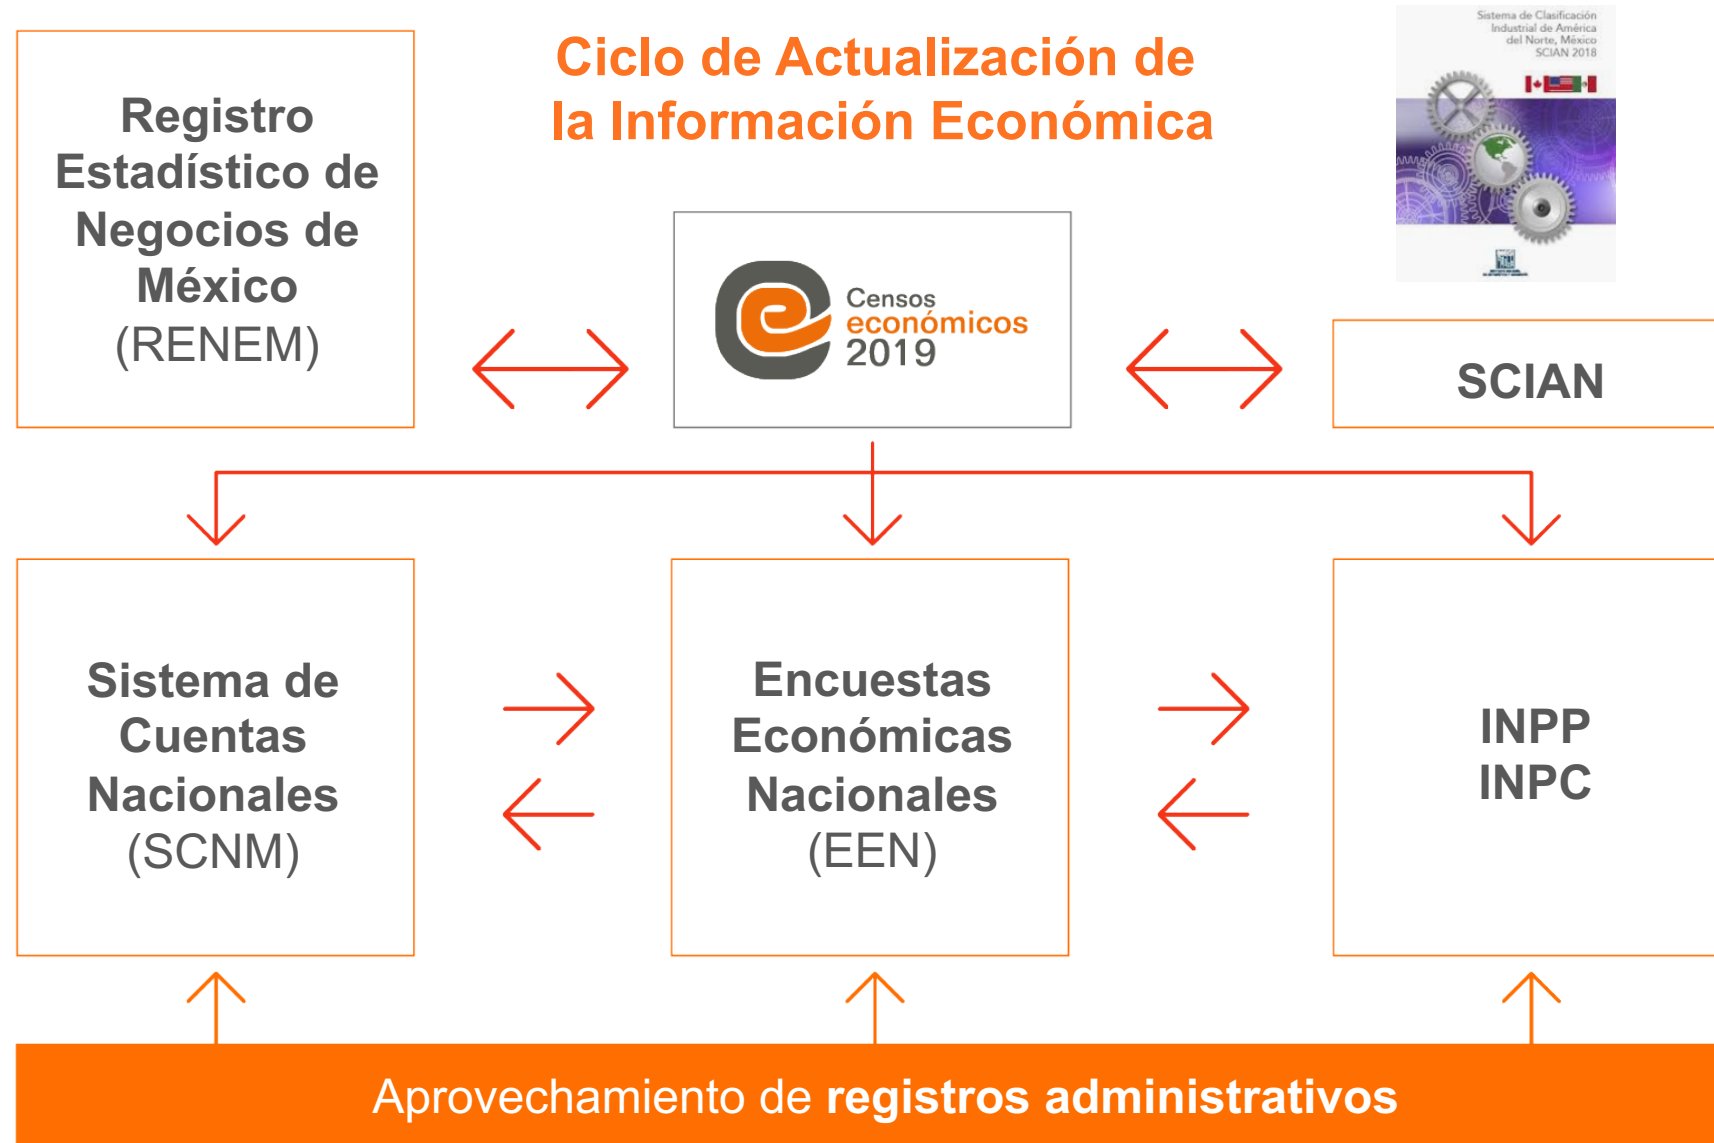 Ciclo de Actualización de
la Información Económica
Registro
Estadístico de
Negocios de
México
(RENEM)
Censos
económicos
2019
Sistema de Clasificación
Industrial de América
del Norte, México
SCIAN 2018
SCIAN
Sistema de
Cuentas
Nacionales
(SCNM)
Encuestas
Económicas
Nacionales
(EEN)
INPP
INPC
Aprovechamiento de registros administrativos